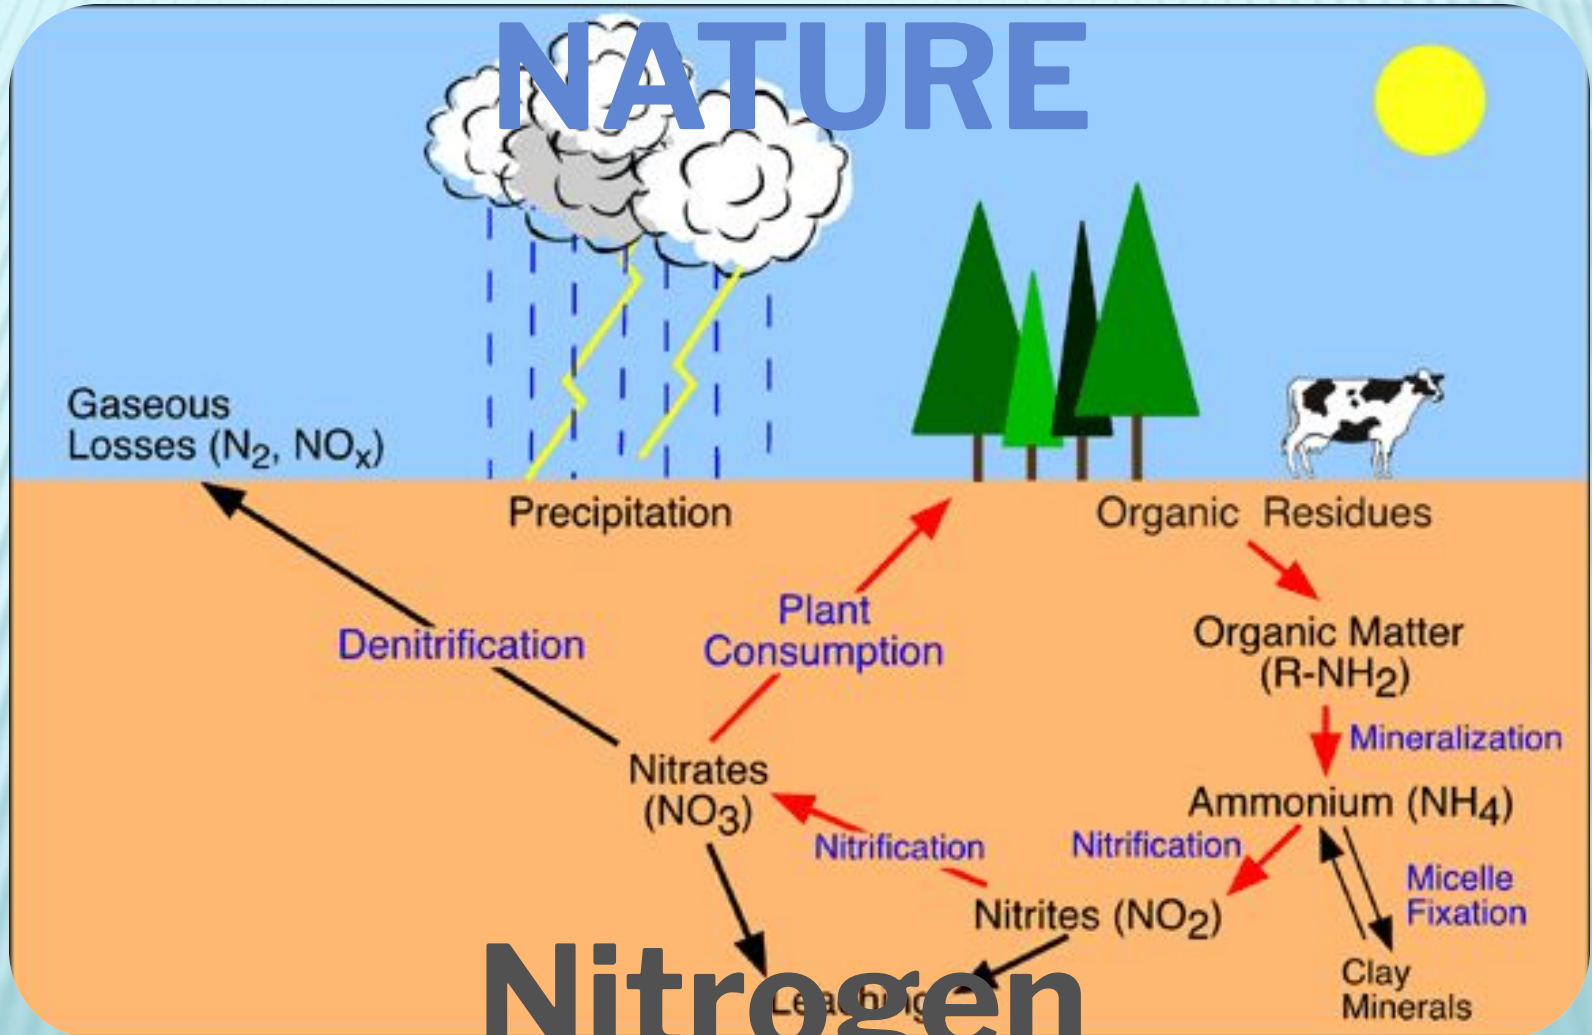 NATURE
Gaseous
Losses (N₂, NOₓ)
Precipitation
Organic Residues
Plant
Consumption
Denitrification
Organic Matter
(R-NH₂)
Mineralization
Nitrates
(NO₃)
Ammonium (NH₄)
Nitrification
Nitrification
Micelle
Fixation
Nitrites (NO₂)
Clay
Minerals
Leaching
Nitrogen